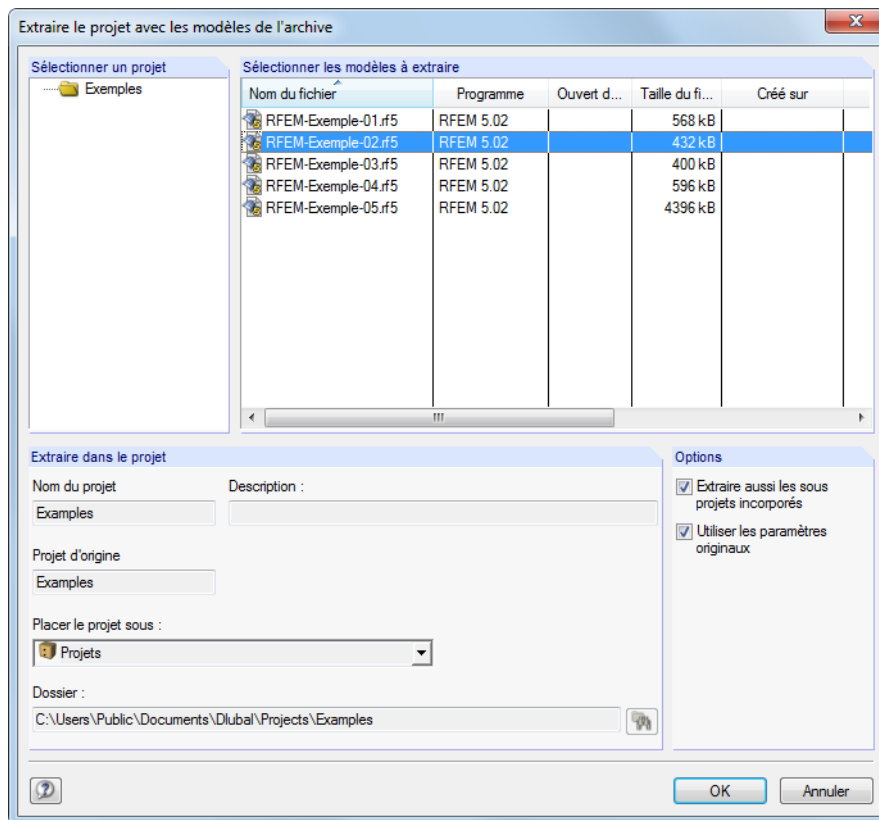 Extraire le projet avec les modèles de l'archive
Sélectionner un projet
Exemples
Sélectionner les modèles à extraire
Nom du fichier Programme Ouvert d... Taille du fi... Créé sur
RFEM-Exemple-01.rf5 RFEM 5.02 568 kB
RFEM-Exemple-02.rf5 RFEM 5.02 432 kB
RFEM-Exemple-03.rf5 RFEM 5.02 400 kB
RFEM-Exemple-04.rf5 RFEM 5.02 596 kB
RFEM-Exemple-05.rf5 RFEM 5.02 4396 kB
Extraire dans le projet
Nom du projet Description :
Examples
Projet d'origine
Examples
Placer le projet sous :
Projets
Dossier :
C:\Users\Public\Documents\Dlubal\Projects\Examples
Options
Extraire aussi les sous
projets incorporés
Utiliser les paramètres
originaux
OK Annuler